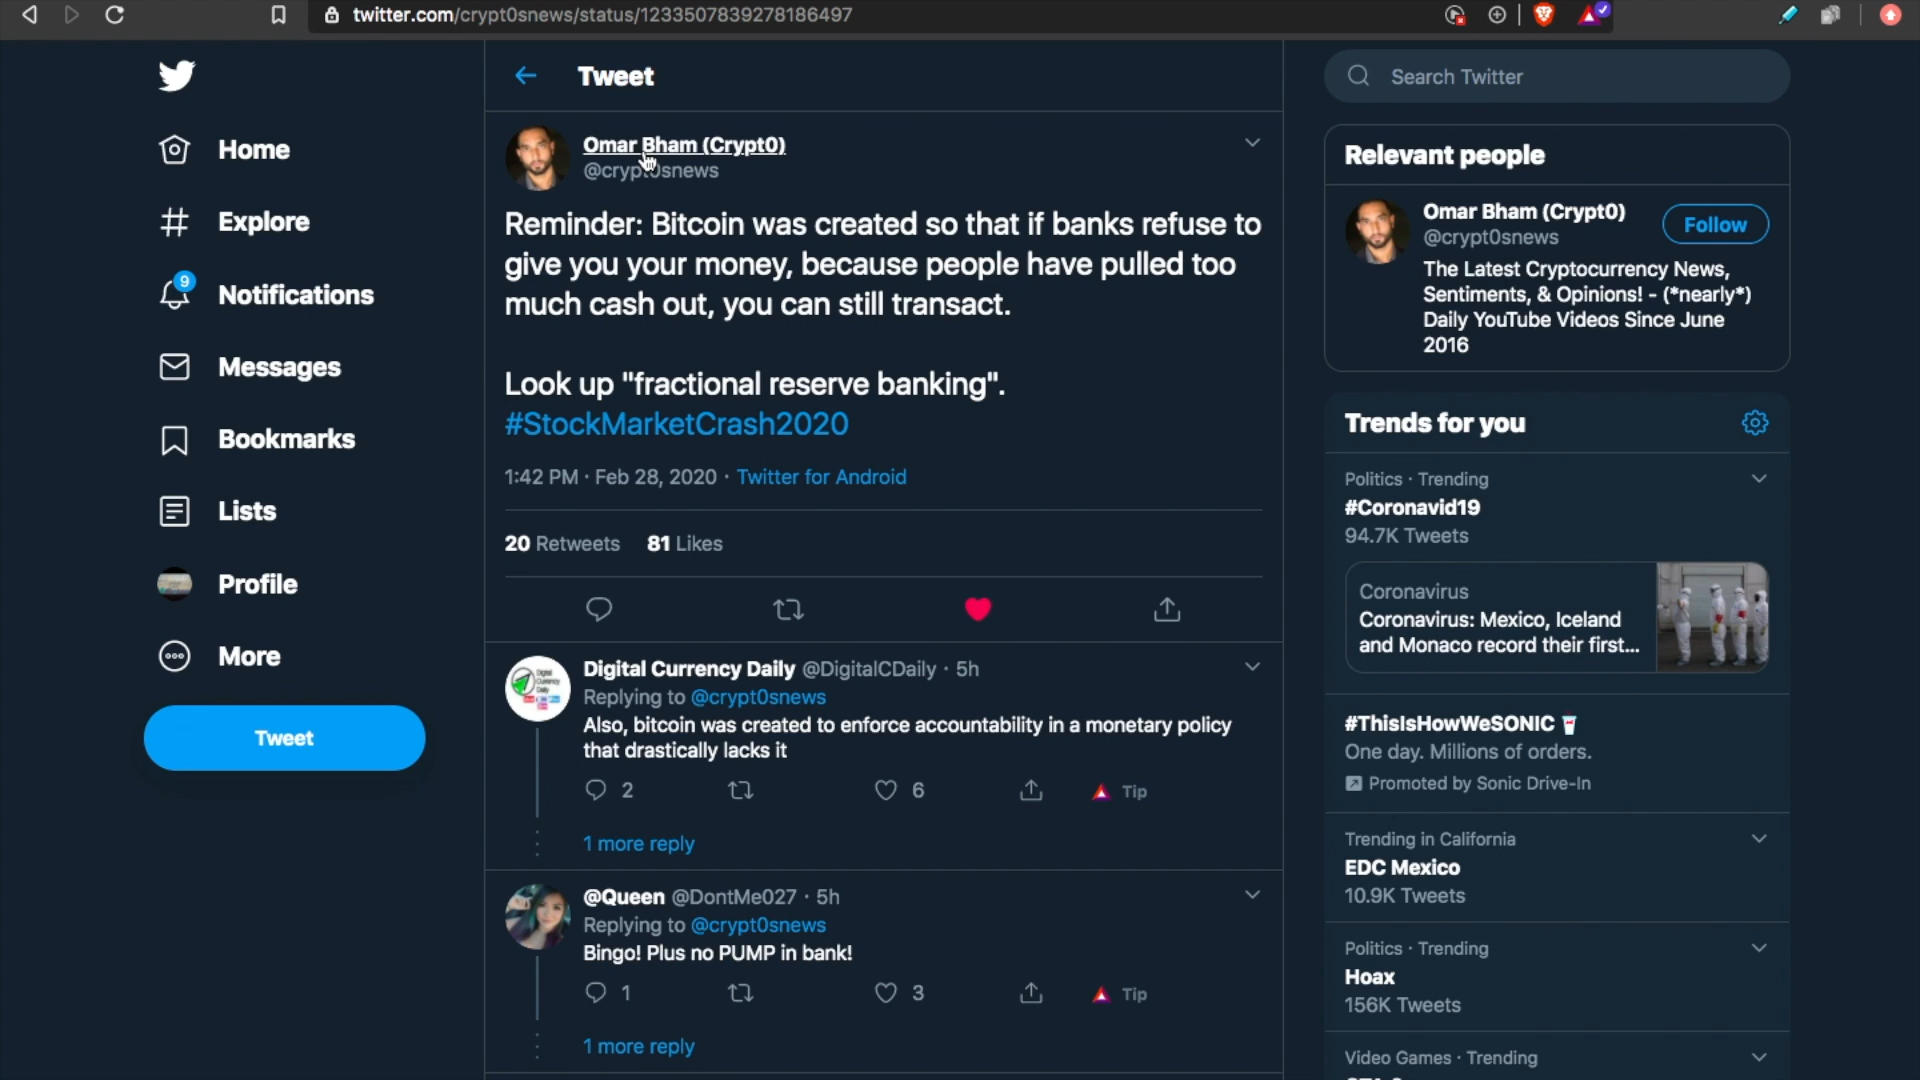 twitter.com/crypt0snews/status/1233507839278186497
Home
Explore
9
Notifications
Messages
Bookmarks
Lists
Profile
More
Tweet
Tweet
Omar Bham (Crypt0)
@crypt0snews
Reminder: Bitcoin was created so that if banks refuse to
give you your money, because people have pulled too
much cash out, you can still transact.
Look up "fractional reserve banking".
#StockMarketCrash2020
1:42 PM · Feb 28, 2020 · Twitter for Android
20 Retweets 81 Likes
Digital Currency Daily @DigitalCDaily · 5h
Replying to @crypt0snews
Also, bitcoin was created to enforce accountability in a monetary policy
that drastically lacks it
2 6 Tip
1 more reply
@Queen @DontMe027 · 5h
Replying to @crypt0snews
Bingo! Plus no PUMP in bank!
1 3 Tip
1 more reply
Search Twitter
Relevant people
Omar Bham (Crypt0)
@crypt0snews
Follow
The Latest Cryptocurrency News,
Sentiments, & Opinions! - (*nearly*)
Daily YouTube Videos Since June
2016
Trends for you
Politics · Trending
#Coronavid19
94.7K Tweets
Coronavirus
Coronavirus: Mexico, Iceland
and Monaco record their first...
#ThisIsHowWeSONIC
One day. Millions of orders.
Promoted by Sonic Drive-In
Trending in California
EDC Mexico
10.9K Tweets
Politics · Trending
Hoax
156K Tweets
Video Games · Trending